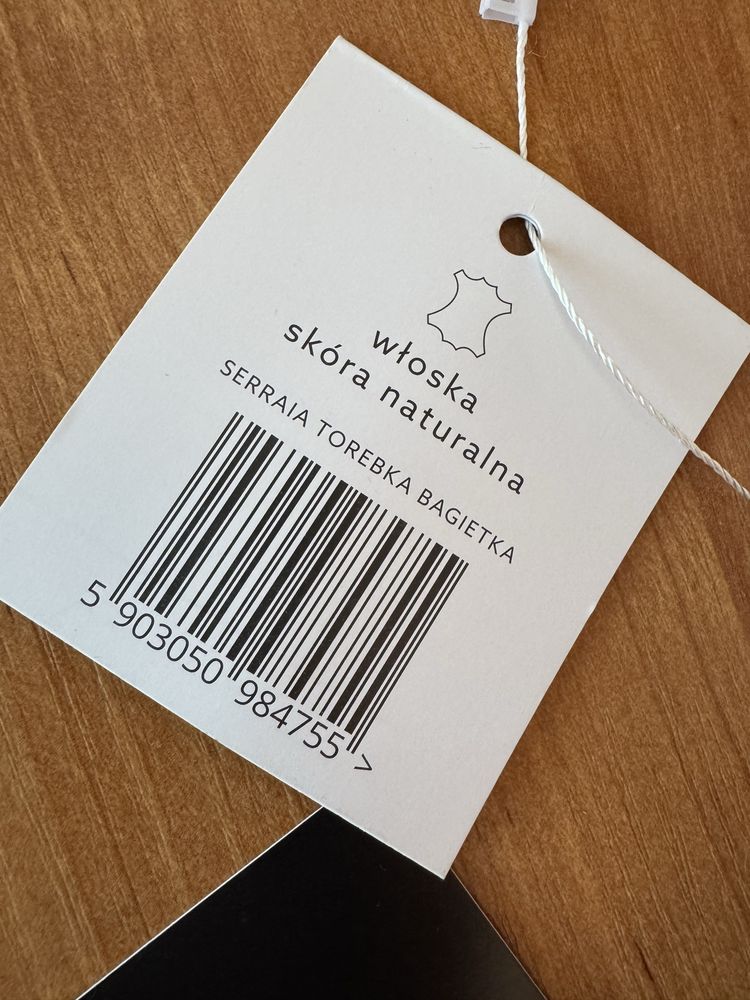 włoska
skóra naturalna
SERRAIA TOREBKA BAGIETKA
5 903050 984755 >